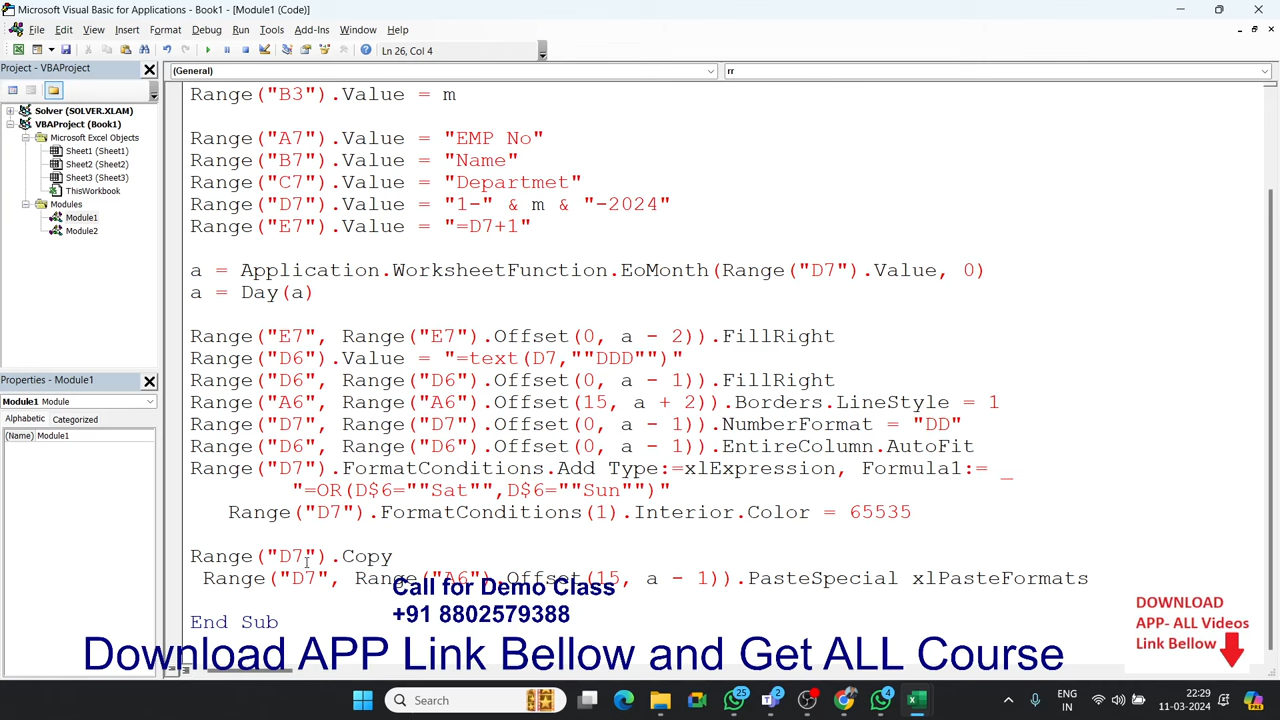 Microsoft Visual Basic for Applications - Book1 - [Module1 (Code)]
File Edit View Insert Format Debug Run Tools Add-Ins Window Help
Ln 26, Col 4
Project - VBAProject
(General)
rr
Solver (SOLVER.XLAM)
VBAProject (Book1)
Microsoft Excel Objects
Sheet1 (Sheet1)
Sheet2 (Sheet2)
Sheet3 (Sheet3)
ThisWorkbook
Modules
Module1
Module2
Properties - Module1
Module1 Module
Alphabetic Categorized
(Name) Module1
Range("B3").Value = m
Range("A7").Value = "EMP No"
Range("B7").Value = "Name"
Range("C7").Value = "Departmet"
Range("D7").Value = "1-" & m & "-2024"
Range("E7").Value = "=D7+1"
a = Application.WorksheetFunction.EoMonth(Range("D7").Value, 0)
a = Day(a)
Range("E7", Range("E7").Offset(0, a - 2)).FillRight
Range("D6").Value = "=text(D7,""DDD"")"
Range("D6", Range("D6").Offset(0, a - 1)).FillRight
Range("A6", Range("A6").Offset(15, a + 2)).Borders.LineStyle = 1
Range("D7", Range("D7").Offset(0, a - 1)).NumberFormat = "DD"
Range("D6", Range("D6").Offset(0, a - 1)).EntireColumn.AutoFit
Range("D7").FormatConditions.Add Type:=xlExpression, Formula1:= _
"=OR(D$6=""Sat"",D$6=""Sun"")"
Range("D7").FormatConditions(1).Interior.Color = 65535
Range("D7").Copy
Range("D7", Range("A6").Offset(15, a - 1)).PasteSpecial xlPasteFormats
End Sub
Call for Demo Class
+91 8802579388
Download APP Link Bellow and Get ALL Course
DOWNLOAD
APP- ALL Videos
Link Bellow
Search
25
2
4
ENG
IN
22:29
11-03-2024